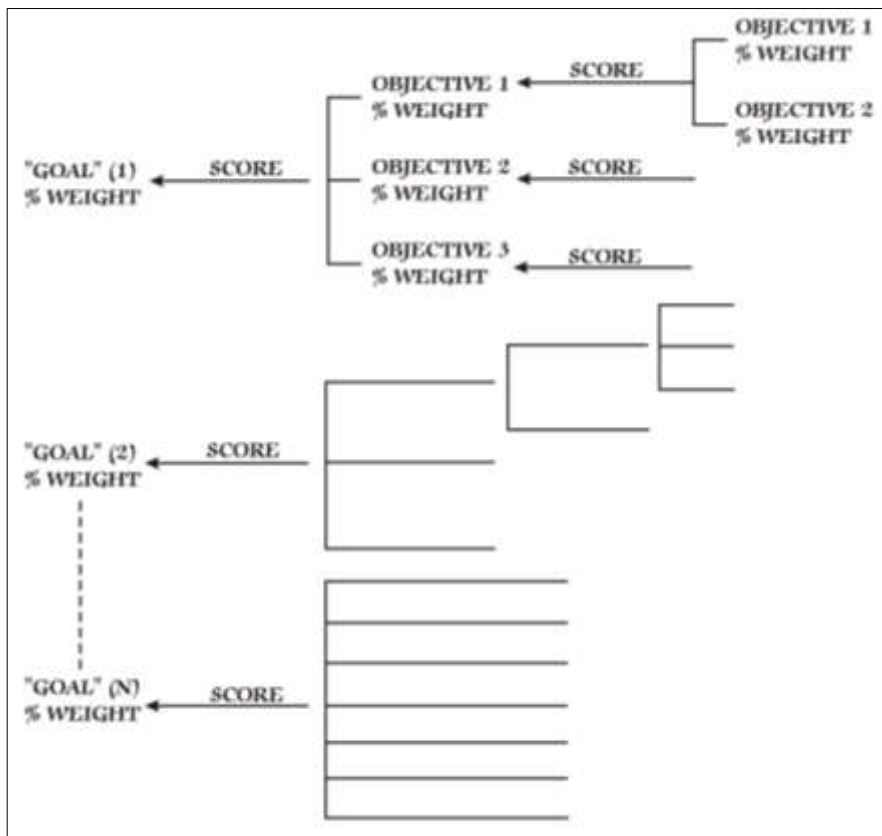 OBJECTIVE 1
% WEIGHT
SCORE
OBJECTIVE 1
% WEIGHT
OBJECTIVE 2
% WEIGHT
"GOAL" (1)
% WEIGHT
SCORE
OBJECTIVE 2
% WEIGHT
SCORE
OBJECTIVE 3
% WEIGHT
SCORE
"GOAL" (2)
% WEIGHT
SCORE
"GOAL" (N)
% WEIGHT
SCORE